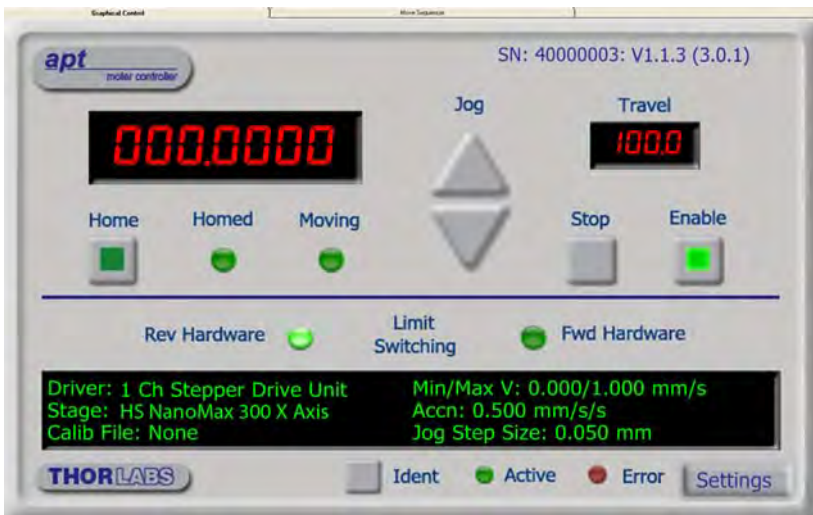 Graphical Control
Move Sequencer
apt
motor controller
SN: 40000003: V1.1.3 (3.0.1)
000.0000
Jog
Travel
100.0
Home
Homed
Moving
Stop
Enable
Rev Hardware
Limit
Switching
Fwd Hardware
Driver: 1 Ch Stepper Drive Unit
Min/Max V: 0.000/1.000 mm/s
Stage: HS NanoMax 300 X Axis
Accn: 0.500 mm/s/s
Calib File: None
Jog Step Size: 0.050 mm
THORLABS
Ident
Active
Error
Settings